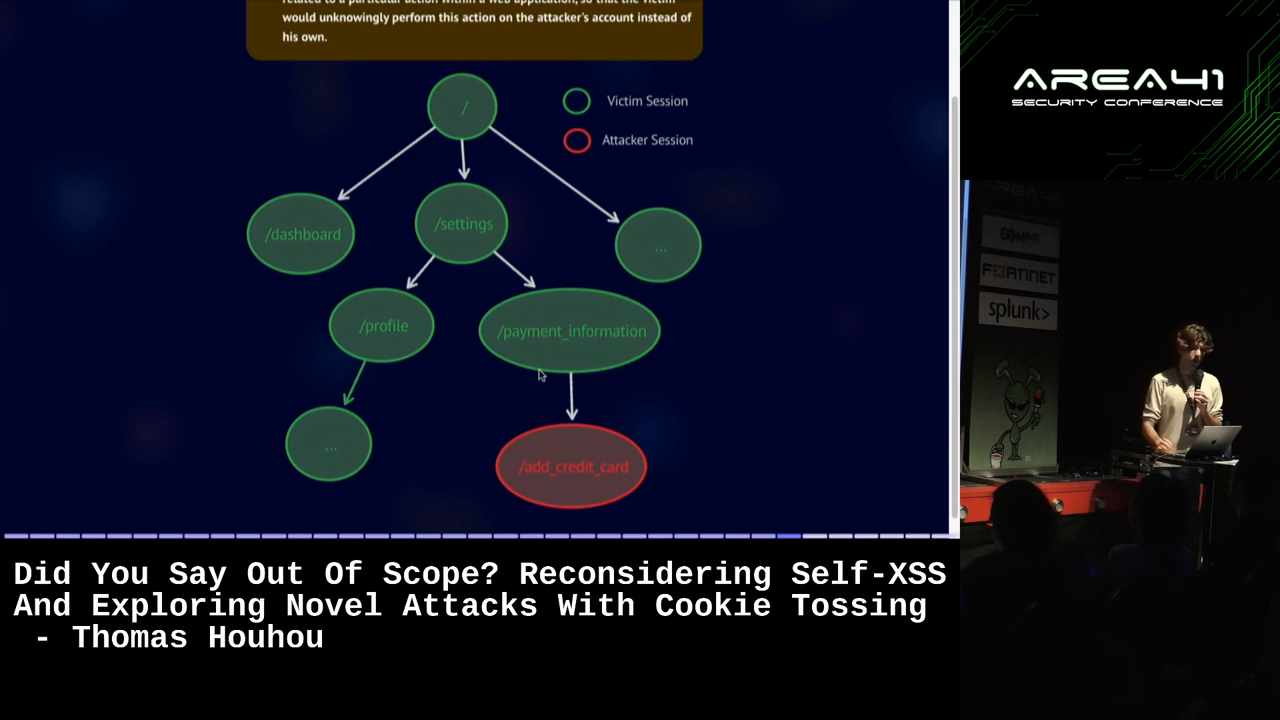 related to a particular action within a web application, so that the victim
would unknowingly perform this action on the attacker's account instead of
his own.
/
Victim Session
Attacker Session
/dashboard
/settings
...
/profile
/payment_information
...
/add_credit_card
Did You Say Out Of Scope? Reconsidering Self-XSS
And Exploring Novel Attacks With Cookie Tossing
- Thomas Houhou
AREA41
SECURITY CONFERENCE
AREA41
FORTINET
splunk>